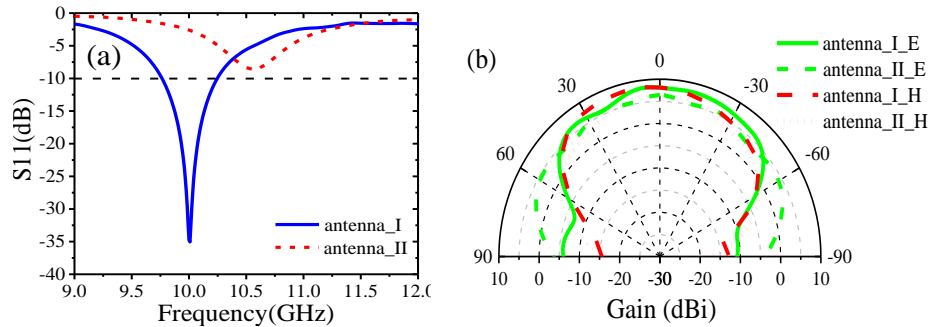 (a)
S11(dB)
0
-5
-10
-15
-20
-25
-30
-35
-40
antenna_I
antenna_II
9.0 9.5 10.0 10.5 11.0 11.5 12.0
Frequency(GHz)
(b)
antenna_I_E
antenna_II_E
antenna_I_H
antenna_II_H
0
30 -30
60 -60
90 -90
10 0 -10 -20 -30 -20 -10 0 10
Gain (dBi)